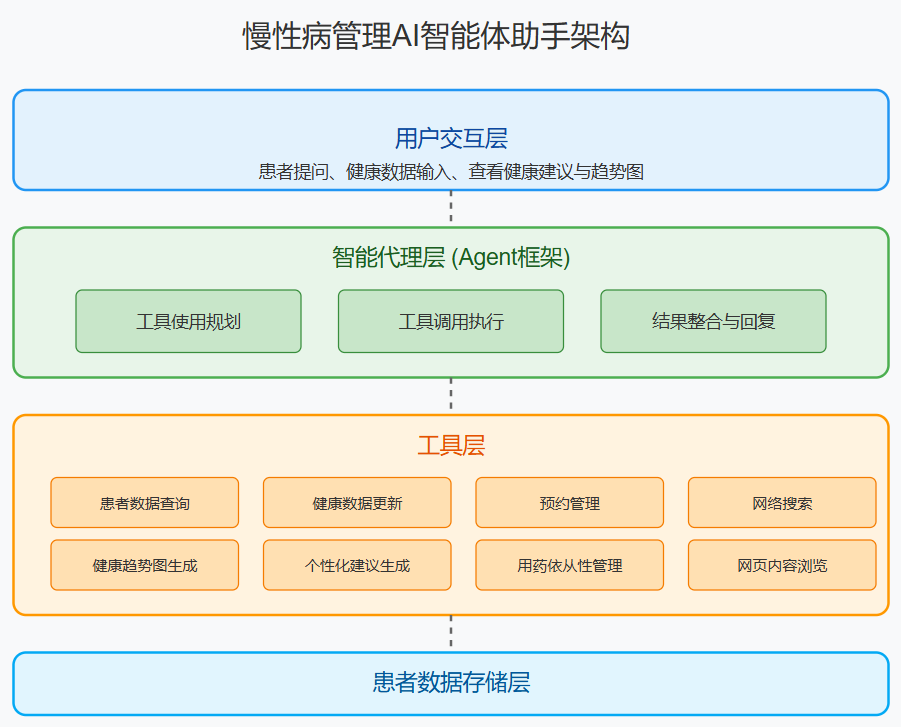 慢性病管理AI智能体助手架构
用户交互层
患者提问、健康数据输入、查看健康建议与趋势图
智能代理层 (Agent框架)
工具使用规划
工具调用执行
结果整合与回复
工具层
患者数据查询
健康数据更新
预约管理
网络搜索
健康趋势图生成
个性化建议生成
用药依从性管理
网页内容浏览
患者数据存储层